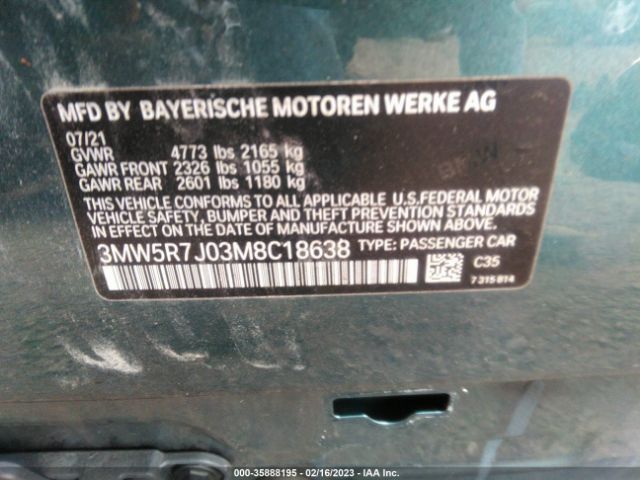 MFD BY BAYERISCHE MOTOREN WERKE AG
07/21
GVWR 4773 lbs 2165 kg
GAWR FRONT 2326 lbs 1055 kg
GAWR REAR 2601 lbs 1180 kg
THIS VEHICLE CONFORMS TO ALL APPLICABLE U.S.FEDERAL MOTOR
VEHICLE SAFETY, BUMPER AND THEFT PREVENTION STANDARDS
IN EFFECT ON THE DATE OF MANUFACTURE SHOWN ABOVE.
3MW5R7J03M8C18638 TYPE: PASSENGER CAR
C35
7 315 814
000-35888195 - 02/16/2023 - IAA Inc.